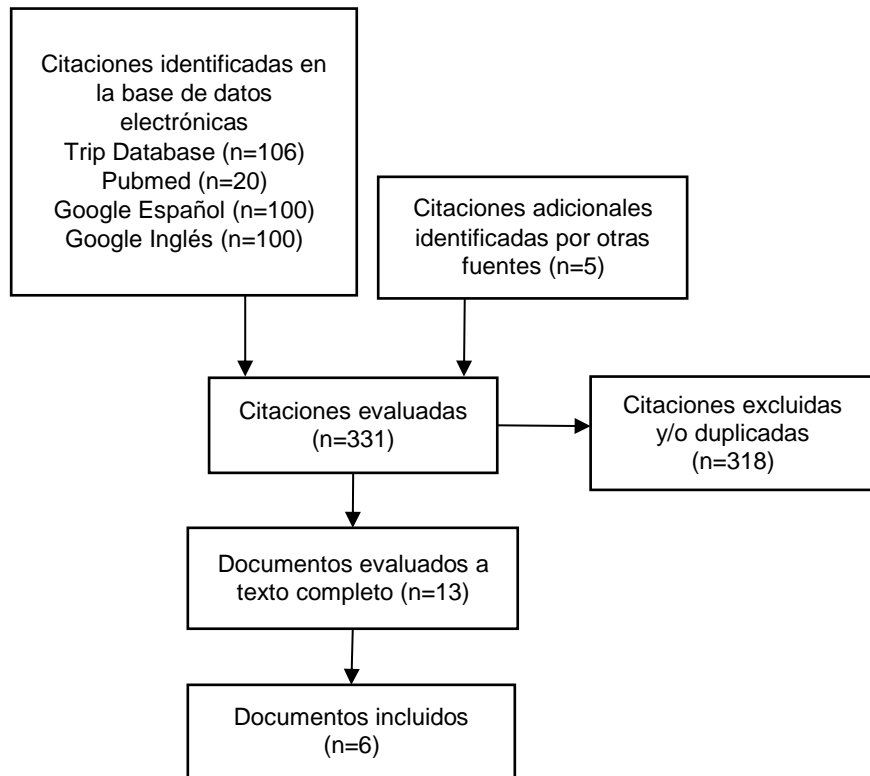 Citaciones identificadas en
la base de datos
electrónicas
Trip Database (n=106)
Pubmed (n=20)
Google Español (n=100)
Google Inglés (n=100)
Citaciones adicionales
identificadas por otras
fuentes (n=5)
Citaciones evaluadas
(n=331)
Citaciones excluidas
y/o duplicadas
(n=318)
Documentos evaluados a
texto completo (n=13)
Documentos incluidos
(n=6)